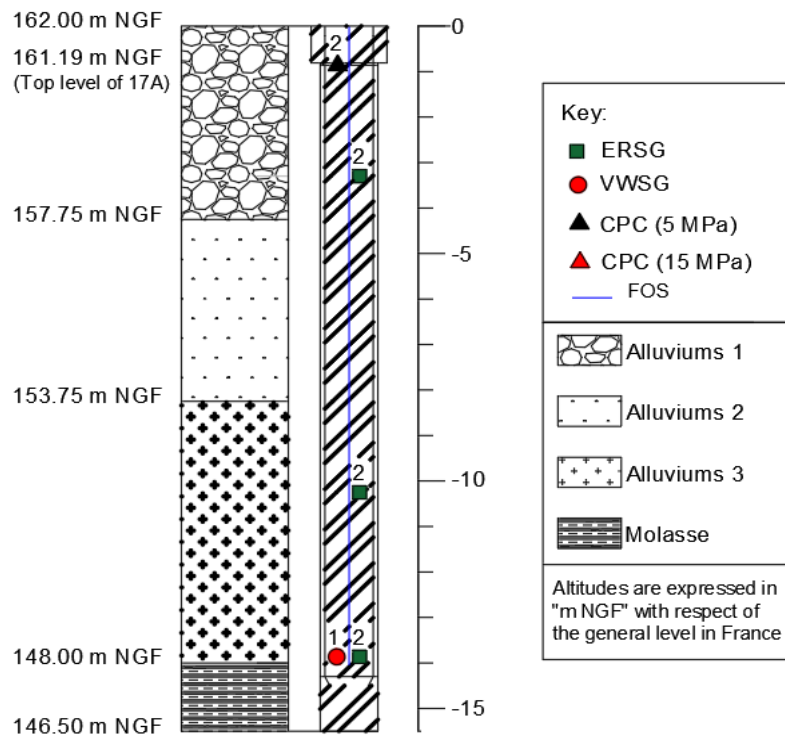 162.00 m NGF
161.19 m NGF
(Top level of 17A)
157.75 m NGF
153.75 m NGF
148.00 m NGF
146.50 m NGF
2
2
2
1 2
0
-5
-10
-15
Key:
ERSG
VWSG
CPC (5 MPa)
CPC (15 MPa)
FOS
Alluviums 1
Alluviums 2
Alluviums 3
Molasse
Altitudes are expressed in
"m NGF" with respect of
the general level in France